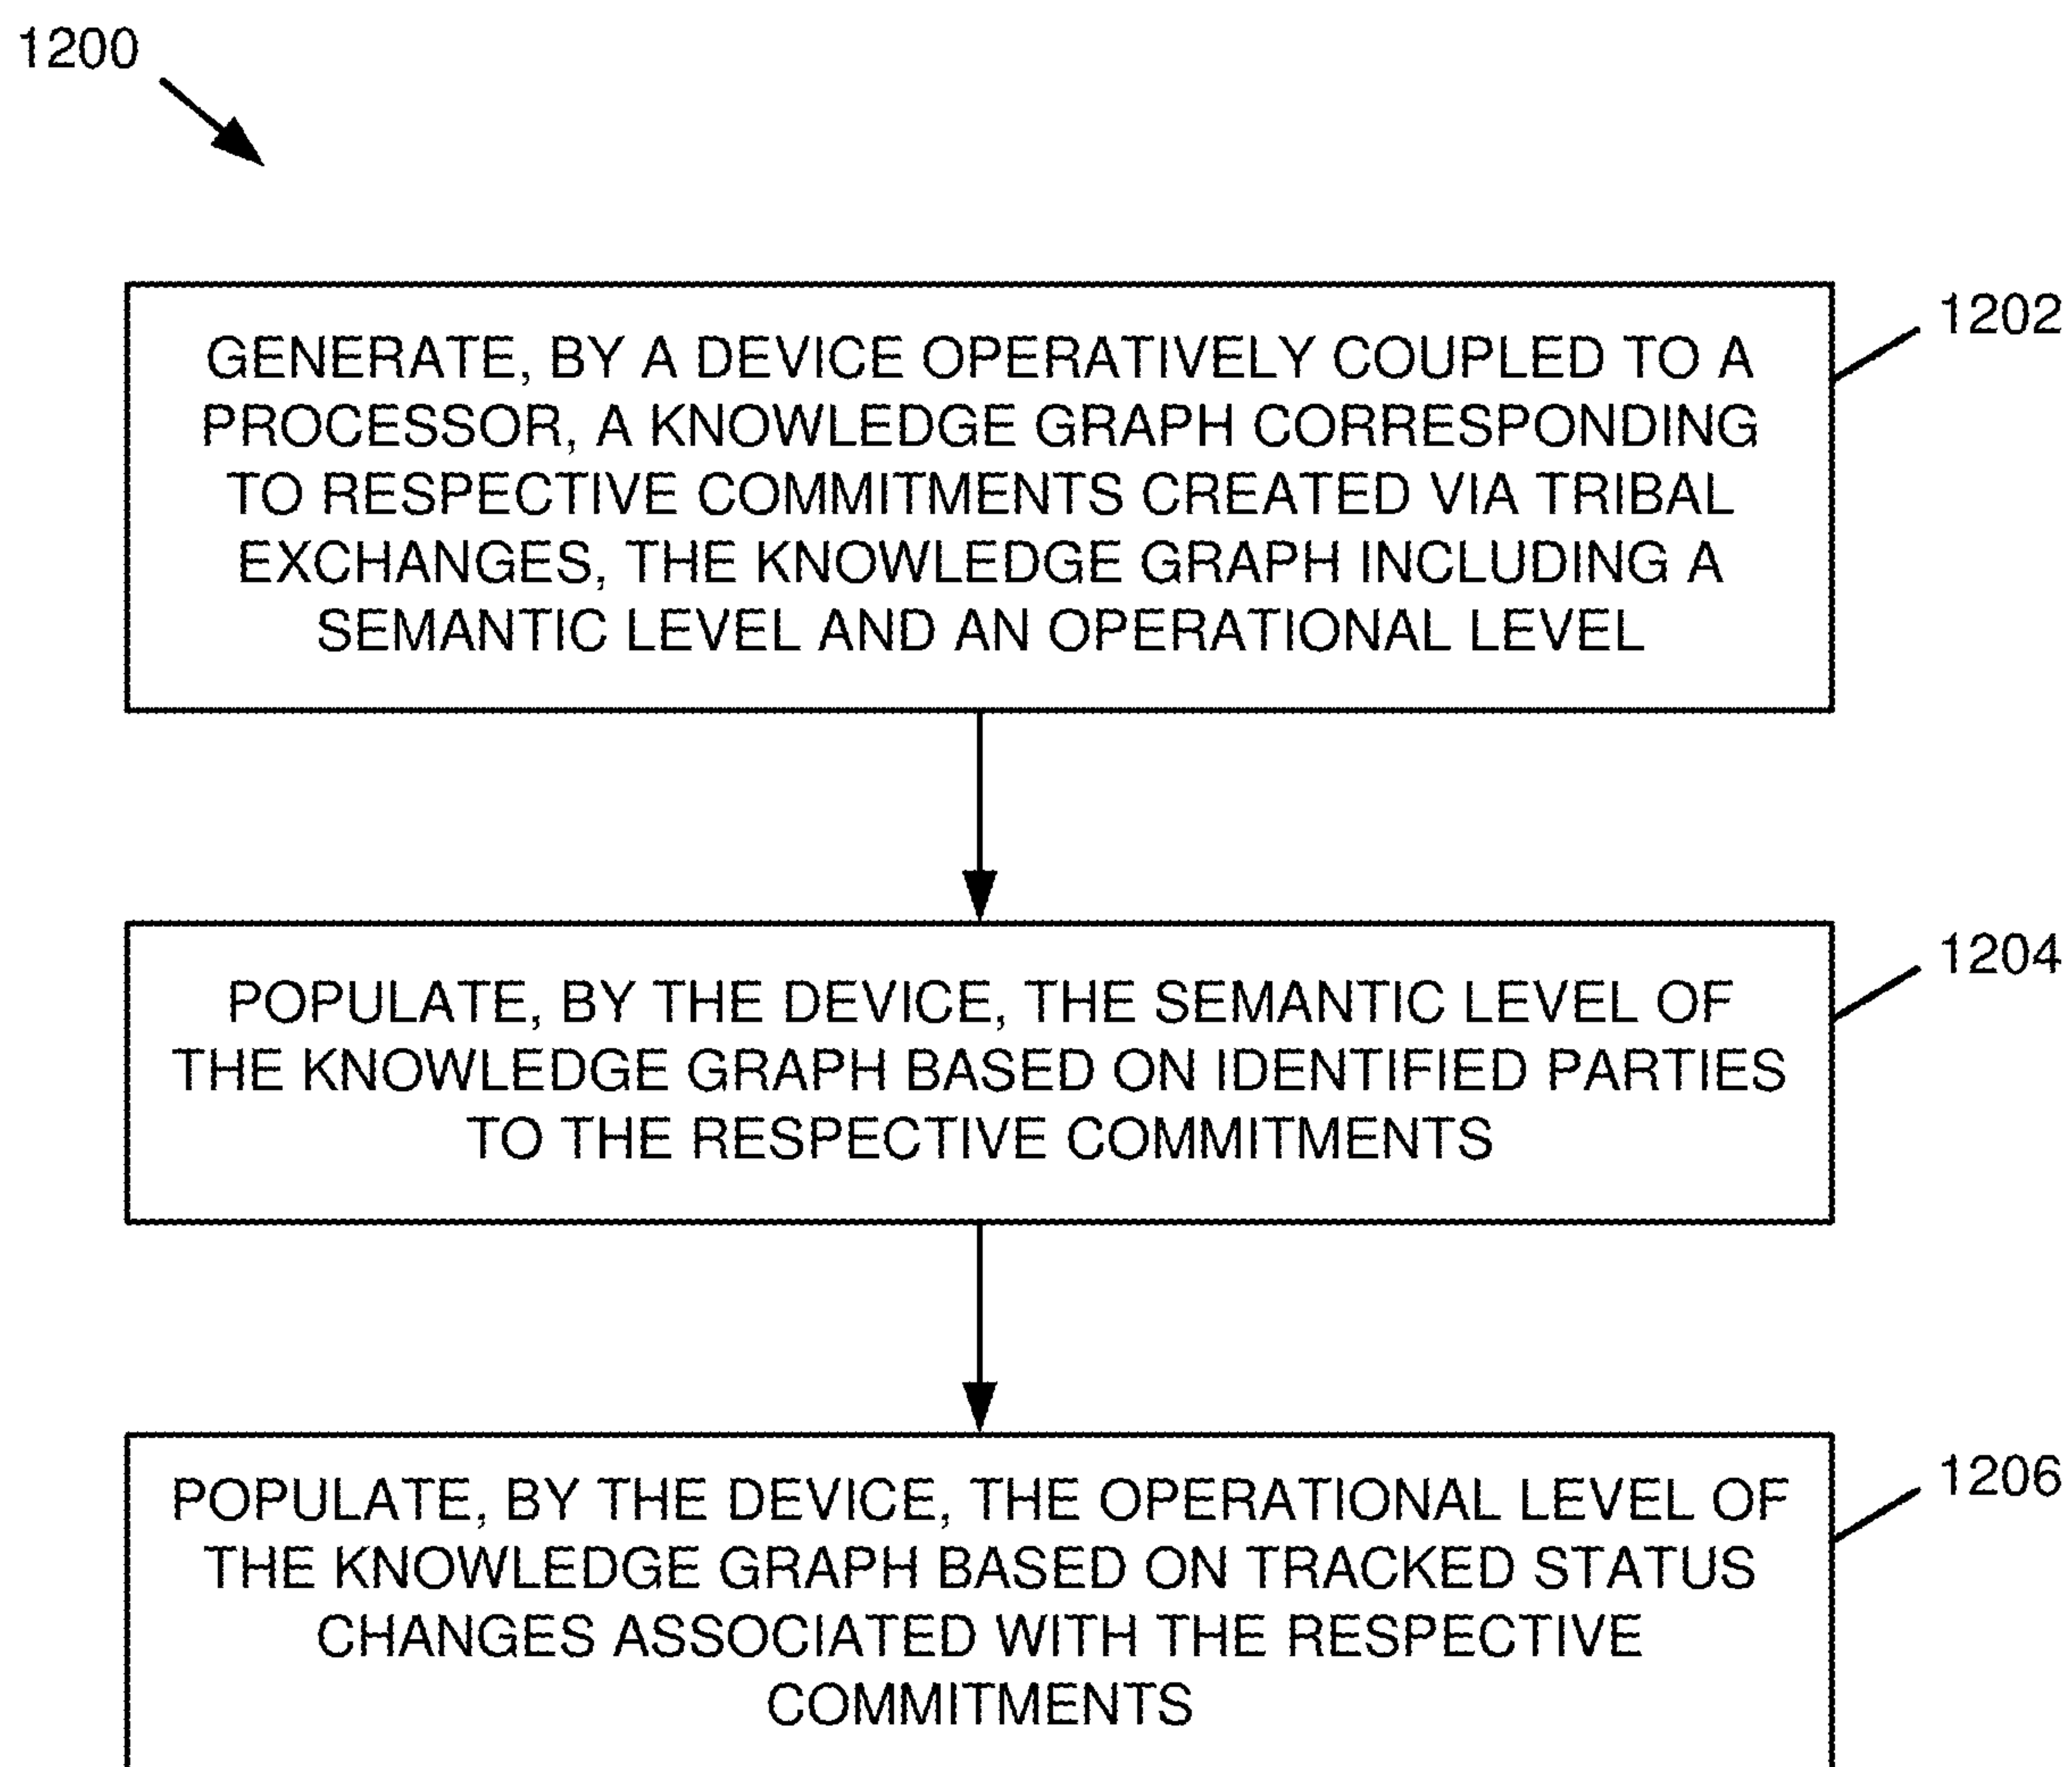 1200
GENERATE, BY A DEVICE OPERATIVELY COUPLED TO A
PROCESSOR, A KNOWLEDGE GRAPH CORRESPONDING
TO RESPECTIVE COMMITMENTS CREATED VIA TRIBAL
EXCHANGES, THE KNOWLEDGE GRAPH INCLUDING A
SEMANTIC LEVEL AND AN OPERATIONAL LEVEL
1202
POPULATE, BY THE DEVICE, THE SEMANTIC LEVEL OF
THE KNOWLEDGE GRAPH BASED ON IDENTIFIED PARTIES
TO THE RESPECTIVE COMMITMENTS
1204
POPULATE, BY THE DEVICE, THE OPERATIONAL LEVEL OF
THE KNOWLEDGE GRAPH BASED ON TRACKED STATUS
CHANGES ASSOCIATED WITH THE RESPECTIVE
COMMITMENTS
1206